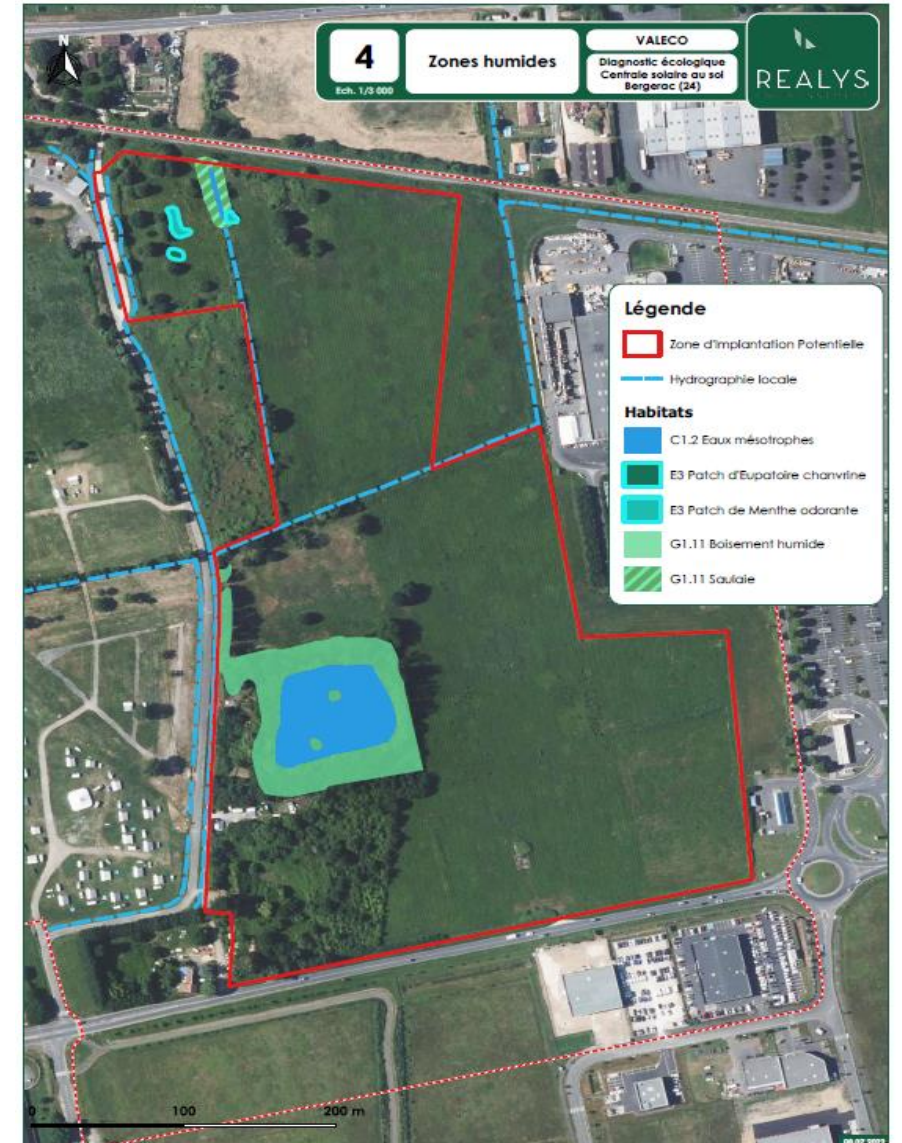 N
4
Ech. 1/3 000
Zones humides
VALECO
Diagnostic écologique
Centrale solaire au sol
Bergerac (24)
REALYS
Légende
Zone d'Implantation Potentielle
Hydrographie locale
Habitats
C1.2 Eaux mésotrophes
E3 Patch d'Eupatoire chanvrine
E3 Patch de Menthe odorante
G1.11 Boisement humide
G1.11 Saulaie
0 100 200 m